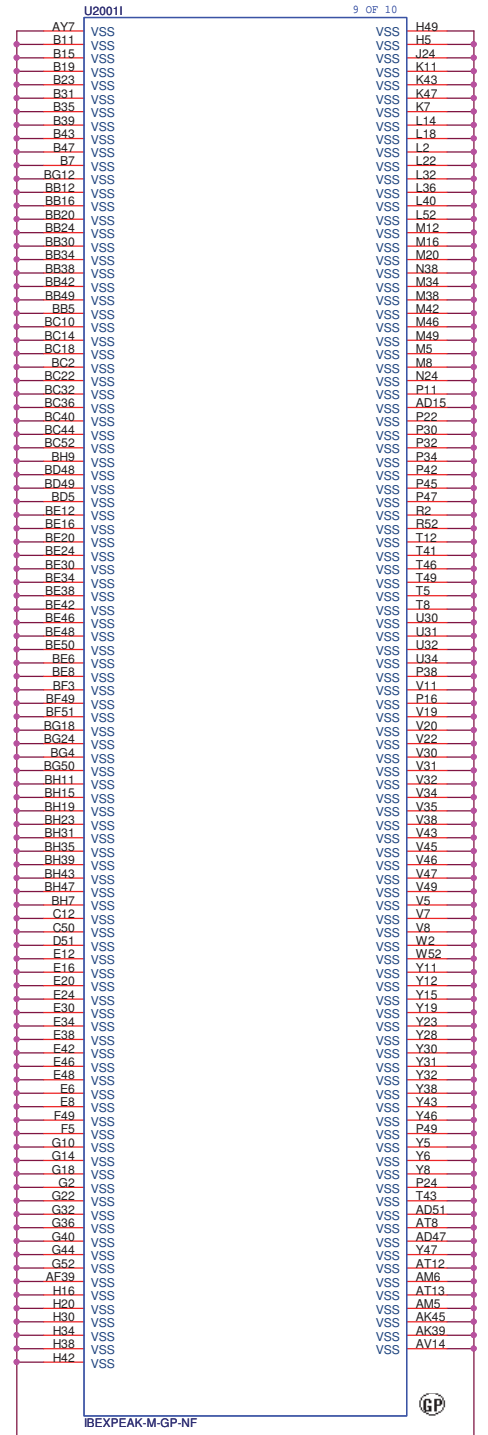 U2001I 9 OF 10
AY7 VSS VSS H49
B11 VSS VSS H5
B15 VSS VSS J24
B19 VSS VSS K11
B23 VSS VSS K43
B31 VSS VSS K47
B35 VSS VSS K7
B39 VSS VSS L14
B43 VSS VSS L18
B47 VSS VSS L2
B7 VSS VSS L22
BG12 VSS VSS L32
BB12 VSS VSS L36
BB16 VSS VSS L40
BB20 VSS VSS L52
BB24 VSS VSS M12
BB30 VSS VSS M16
BB34 VSS VSS M20
BB38 VSS VSS N38
BB42 VSS VSS M34
BB49 VSS VSS M38
BB5 VSS VSS M42
BC10 VSS VSS M46
BC14 VSS VSS M49
BC18 VSS VSS M5
BC2 VSS VSS M8
BC22 VSS VSS N24
BC32 VSS VSS P11
BC36 VSS VSS AD15
BC40 VSS VSS P22
BC44 VSS VSS P30
BC52 VSS VSS P32
BH9 VSS VSS P34
BD48 VSS VSS P42
BD49 VSS VSS P45
BD5 VSS VSS P47
BE12 VSS VSS R2
BE16 VSS VSS R52
BE20 VSS VSS T12
BE24 VSS VSS T41
BE30 VSS VSS T46
BE34 VSS VSS T49
BE38 VSS VSS T5
BE42 VSS VSS T8
BE46 VSS VSS U30
BE48 VSS VSS U31
BE50 VSS VSS U32
BE6 VSS VSS U34
BE8 VSS VSS P38
BF3 VSS VSS V11
BF49 VSS VSS P16
BF51 VSS VSS V19
BG18 VSS VSS V20
BG24 VSS VSS V22
BG4 VSS VSS V30
BG50 VSS VSS V31
BH11 VSS VSS V32
BH15 VSS VSS V34
BH19 VSS VSS V35
BH23 VSS VSS V38
BH31 VSS VSS V43
BH35 VSS VSS V45
BH39 VSS VSS V46
BH43 VSS VSS V47
BH47 VSS VSS V49
BH7 VSS VSS V5
C12 VSS VSS V7
C50 VSS VSS V8
D51 VSS VSS W2
E12 VSS VSS W52
E16 VSS VSS Y11
E20 VSS VSS Y12
E24 VSS VSS Y15
E30 VSS VSS Y19
E34 VSS VSS Y23
E38 VSS VSS Y28
E42 VSS VSS Y30
E46 VSS VSS Y31
E48 VSS VSS Y32
E6 VSS VSS Y38
E8 VSS VSS Y43
F49 VSS VSS Y46
F5 VSS VSS P49
G10 VSS VSS Y5
G14 VSS VSS Y6
G18 VSS VSS Y8
G2 VSS VSS P24
G22 VSS VSS T43
G32 VSS VSS AD51
G36 VSS VSS AT8
G40 VSS VSS AD47
G44 VSS VSS Y47
G52 VSS VSS AT12
AF39 VSS VSS AM6
H16 VSS VSS AT13
H20 VSS VSS AM5
H30 VSS VSS AK45
H34 VSS VSS AK39
H38 VSS VSS AV14
H42 VSS
GP
IBEXPEAK-M-GP-NF